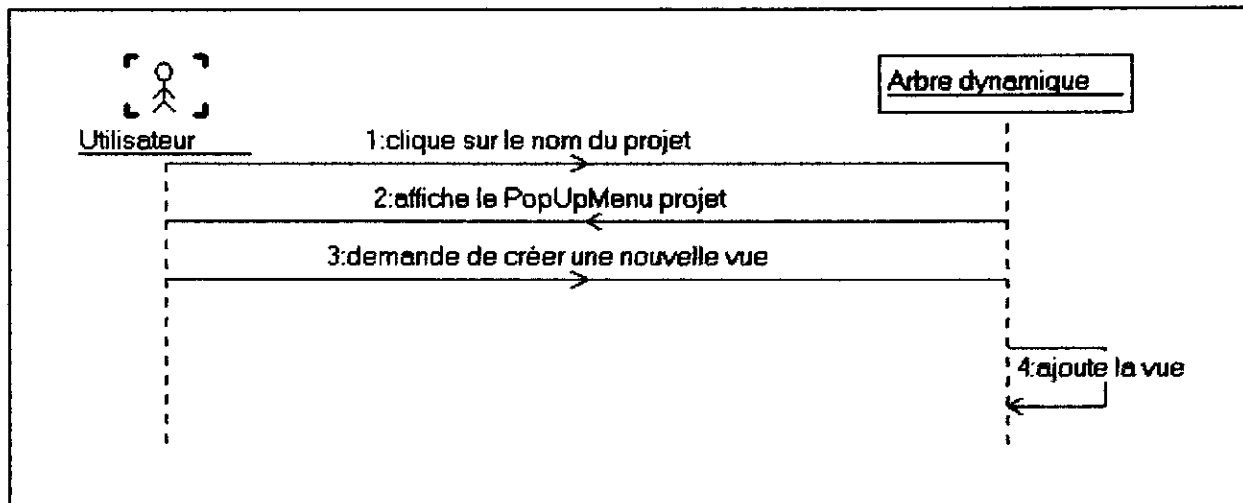 Arbre dynamique
Utilisateur
1:clique sur le nom du projet
2:affiche le PopUpMenu projet
3:demande de créer une nouvelle vue
4:ajoute la vue